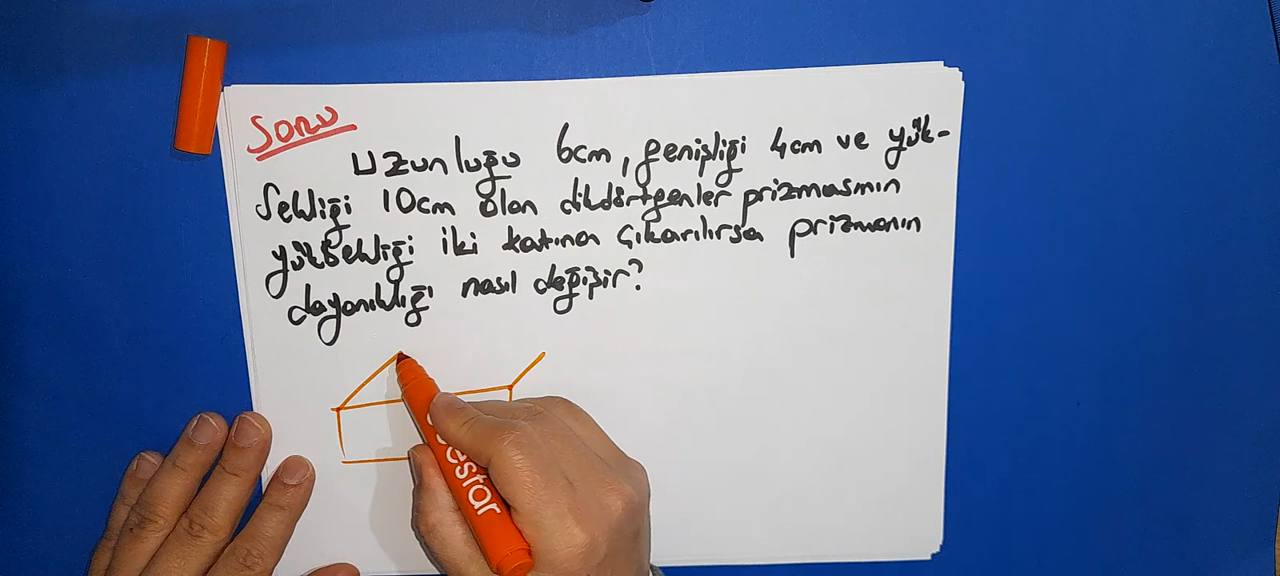 Soru
Uzunluğu 6cm, genişliği 4cm ve yük-
sekliği 10cm olan dikdörtgenler prizmasının
yüksekliği iki katına çıkarılırsa prizmanın
dayanıklılığı nasıl değişir?
estar